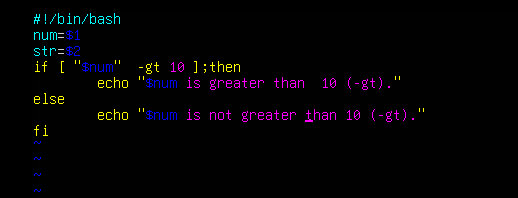 #!/bin/bash
num=$1
str=$2
if [ "$num"  -gt 10 ];then
        echo "$num is greater than  10 (-gt)."
else
        echo "$num is not greater than 10 (-gt)."
fi
~
~
~
~